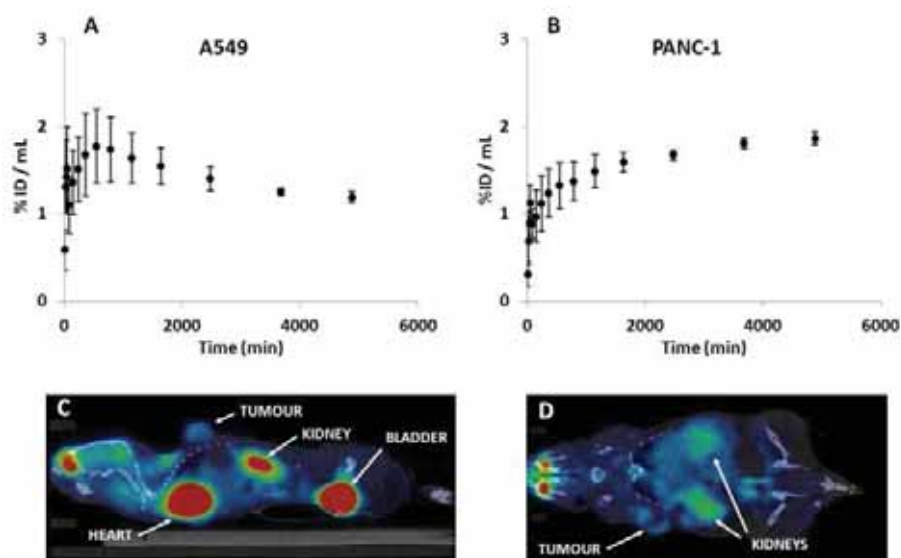 A
A549
3
2
1
0
% ID / mL
0 2000 4000 6000
Time (min)
B
PANC-1
3
2
1
0
% ID / mL
0 2000 4000 6000
Time (min)
C
TUMOUR
KIDNEY
BLADDER
HEART
D
TUMOUR
KIDNEYS